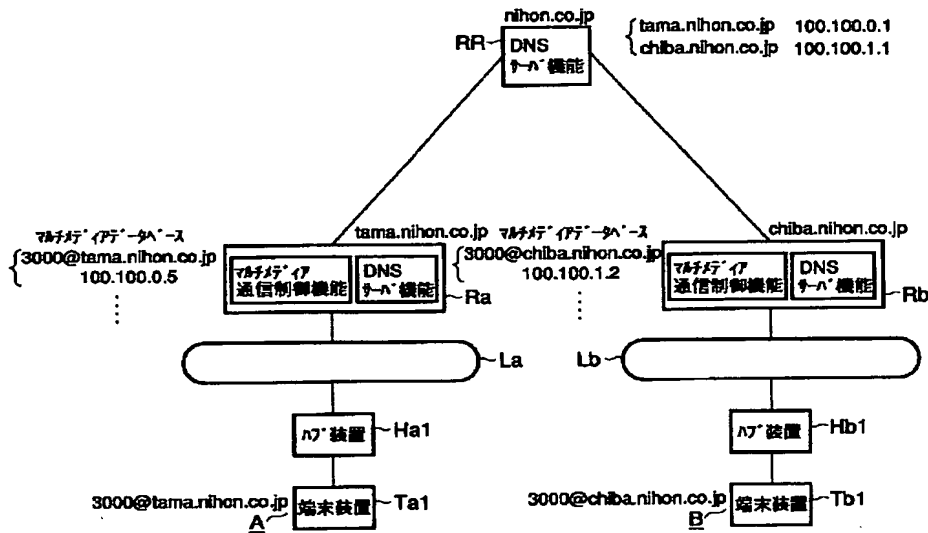 nihon.co.jp
RR
DNS
ｻｰﾊﾞ機能
tama.nihon.co.jp 100.100.0.1
chiba.nihon.co.jp 100.100.1.1
ﾏﾙﾁﾒﾃﾞｨｱﾃﾞｰﾀﾍﾞｰｽ
3000@tama.nihon.co.jp
100.100.0.5
tama.nihon.co.jp
ﾏﾙﾁﾒﾃﾞｨｱ
通信制御機能
DNS
ｻｰﾊﾞ機能
Ra
ﾏﾙﾁﾒﾃﾞｨｱﾃﾞｰﾀﾍﾞｰｽ
3000@chiba.nihon.co.jp
100.100.1.2
chiba.nihon.co.jp
ﾏﾙﾁﾒﾃﾞｨｱ
通信制御機能
DNS
ｻｰﾊﾞ機能
Rb
La
Lb
ﾊﾌﾞ装置
Ha1
ﾊﾌﾞ装置
Hb1
3000@tama.nihon.co.jp
A
端末装置
Ta1
3000@chiba.nihon.co.jp
B
端末装置
Tb1